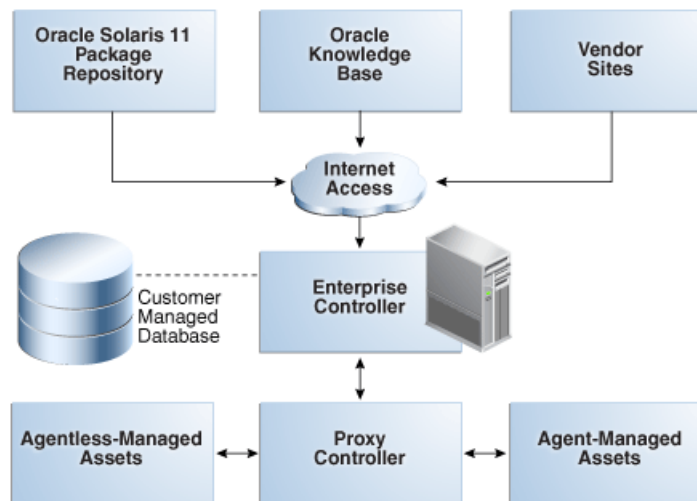 Oracle Solaris 11
Package
Repository
Oracle
Knowledge
Base
Vendor
Sites
Internet
Access
Customer
Managed
Database
Enterprise
Controller
Agentless-Managed
Assets
Proxy
Controller
Agent-Managed
Assets